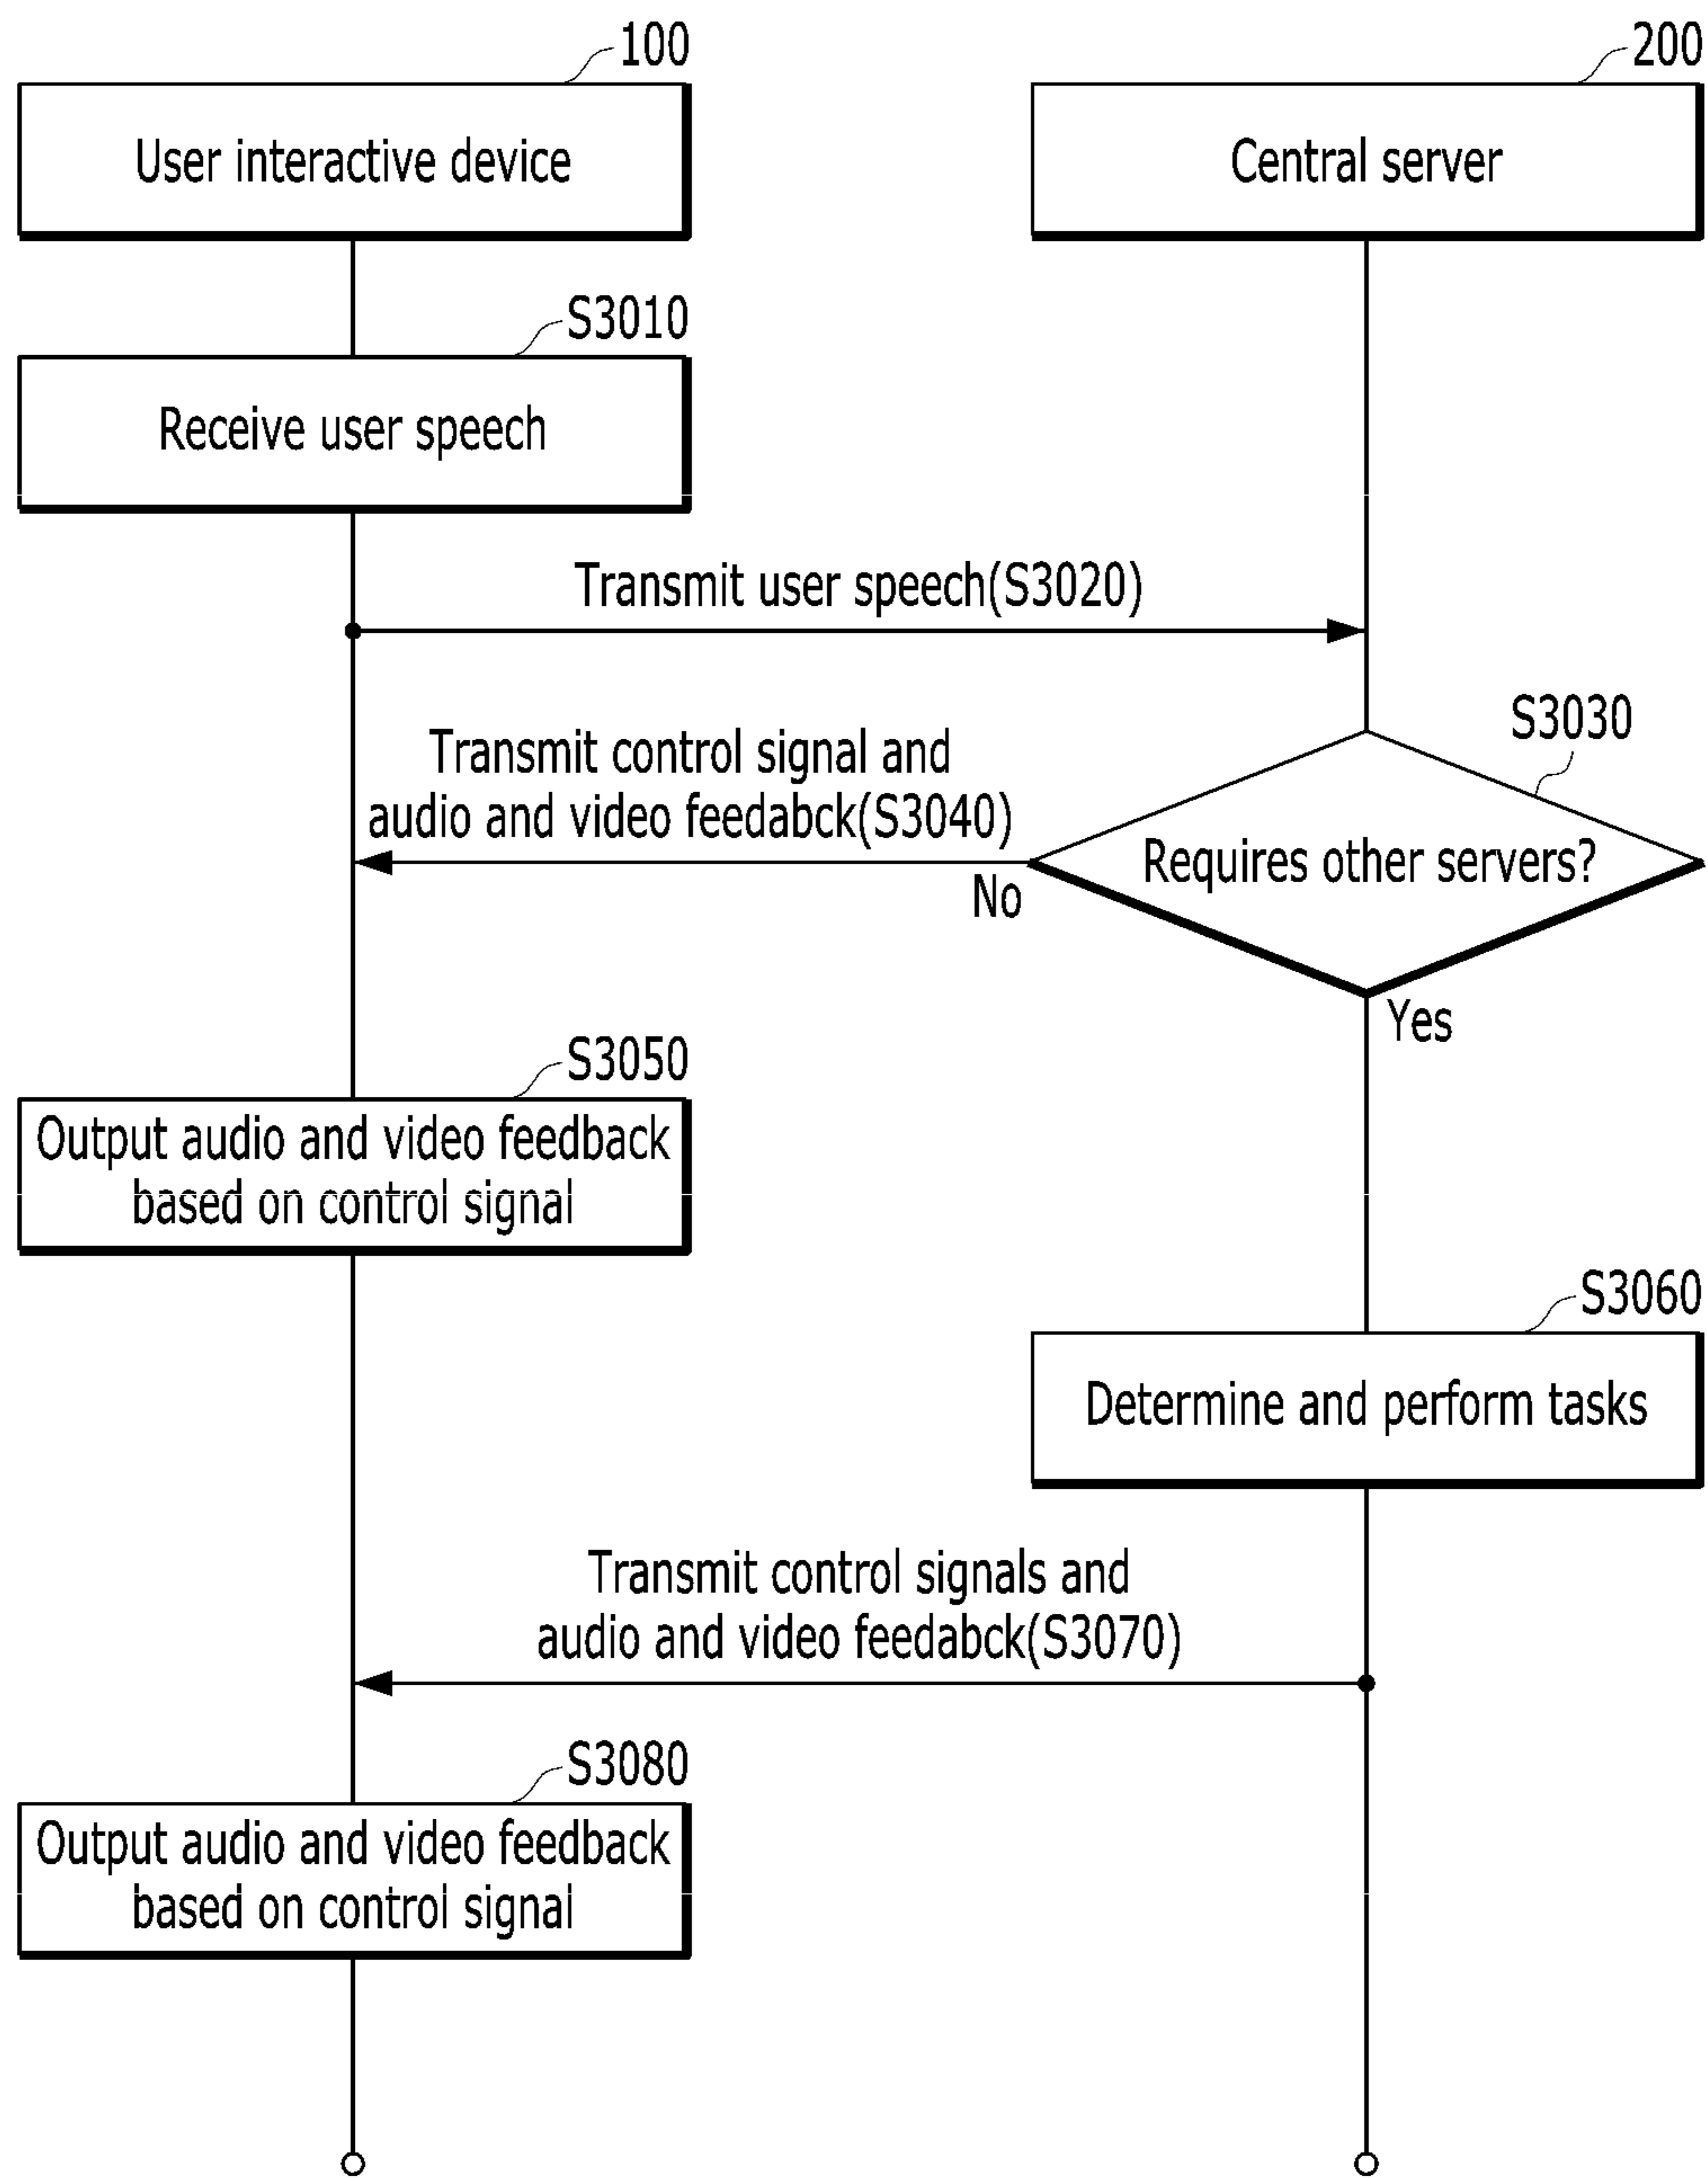 100
200
User interactive device
Central server
S3010
Receive user speech
Transmit user speech(S3020)
S3030
Transmit control signal and
audio and video feedabck(S3040)
Requires other servers?
No
Yes
S3050
Output audio and video feedback
based on control signal
S3060
Determine and perform tasks
Transmit control signals and
audio and video feedabck(S3070)
S3080
Output audio and video feedback
based on control signal